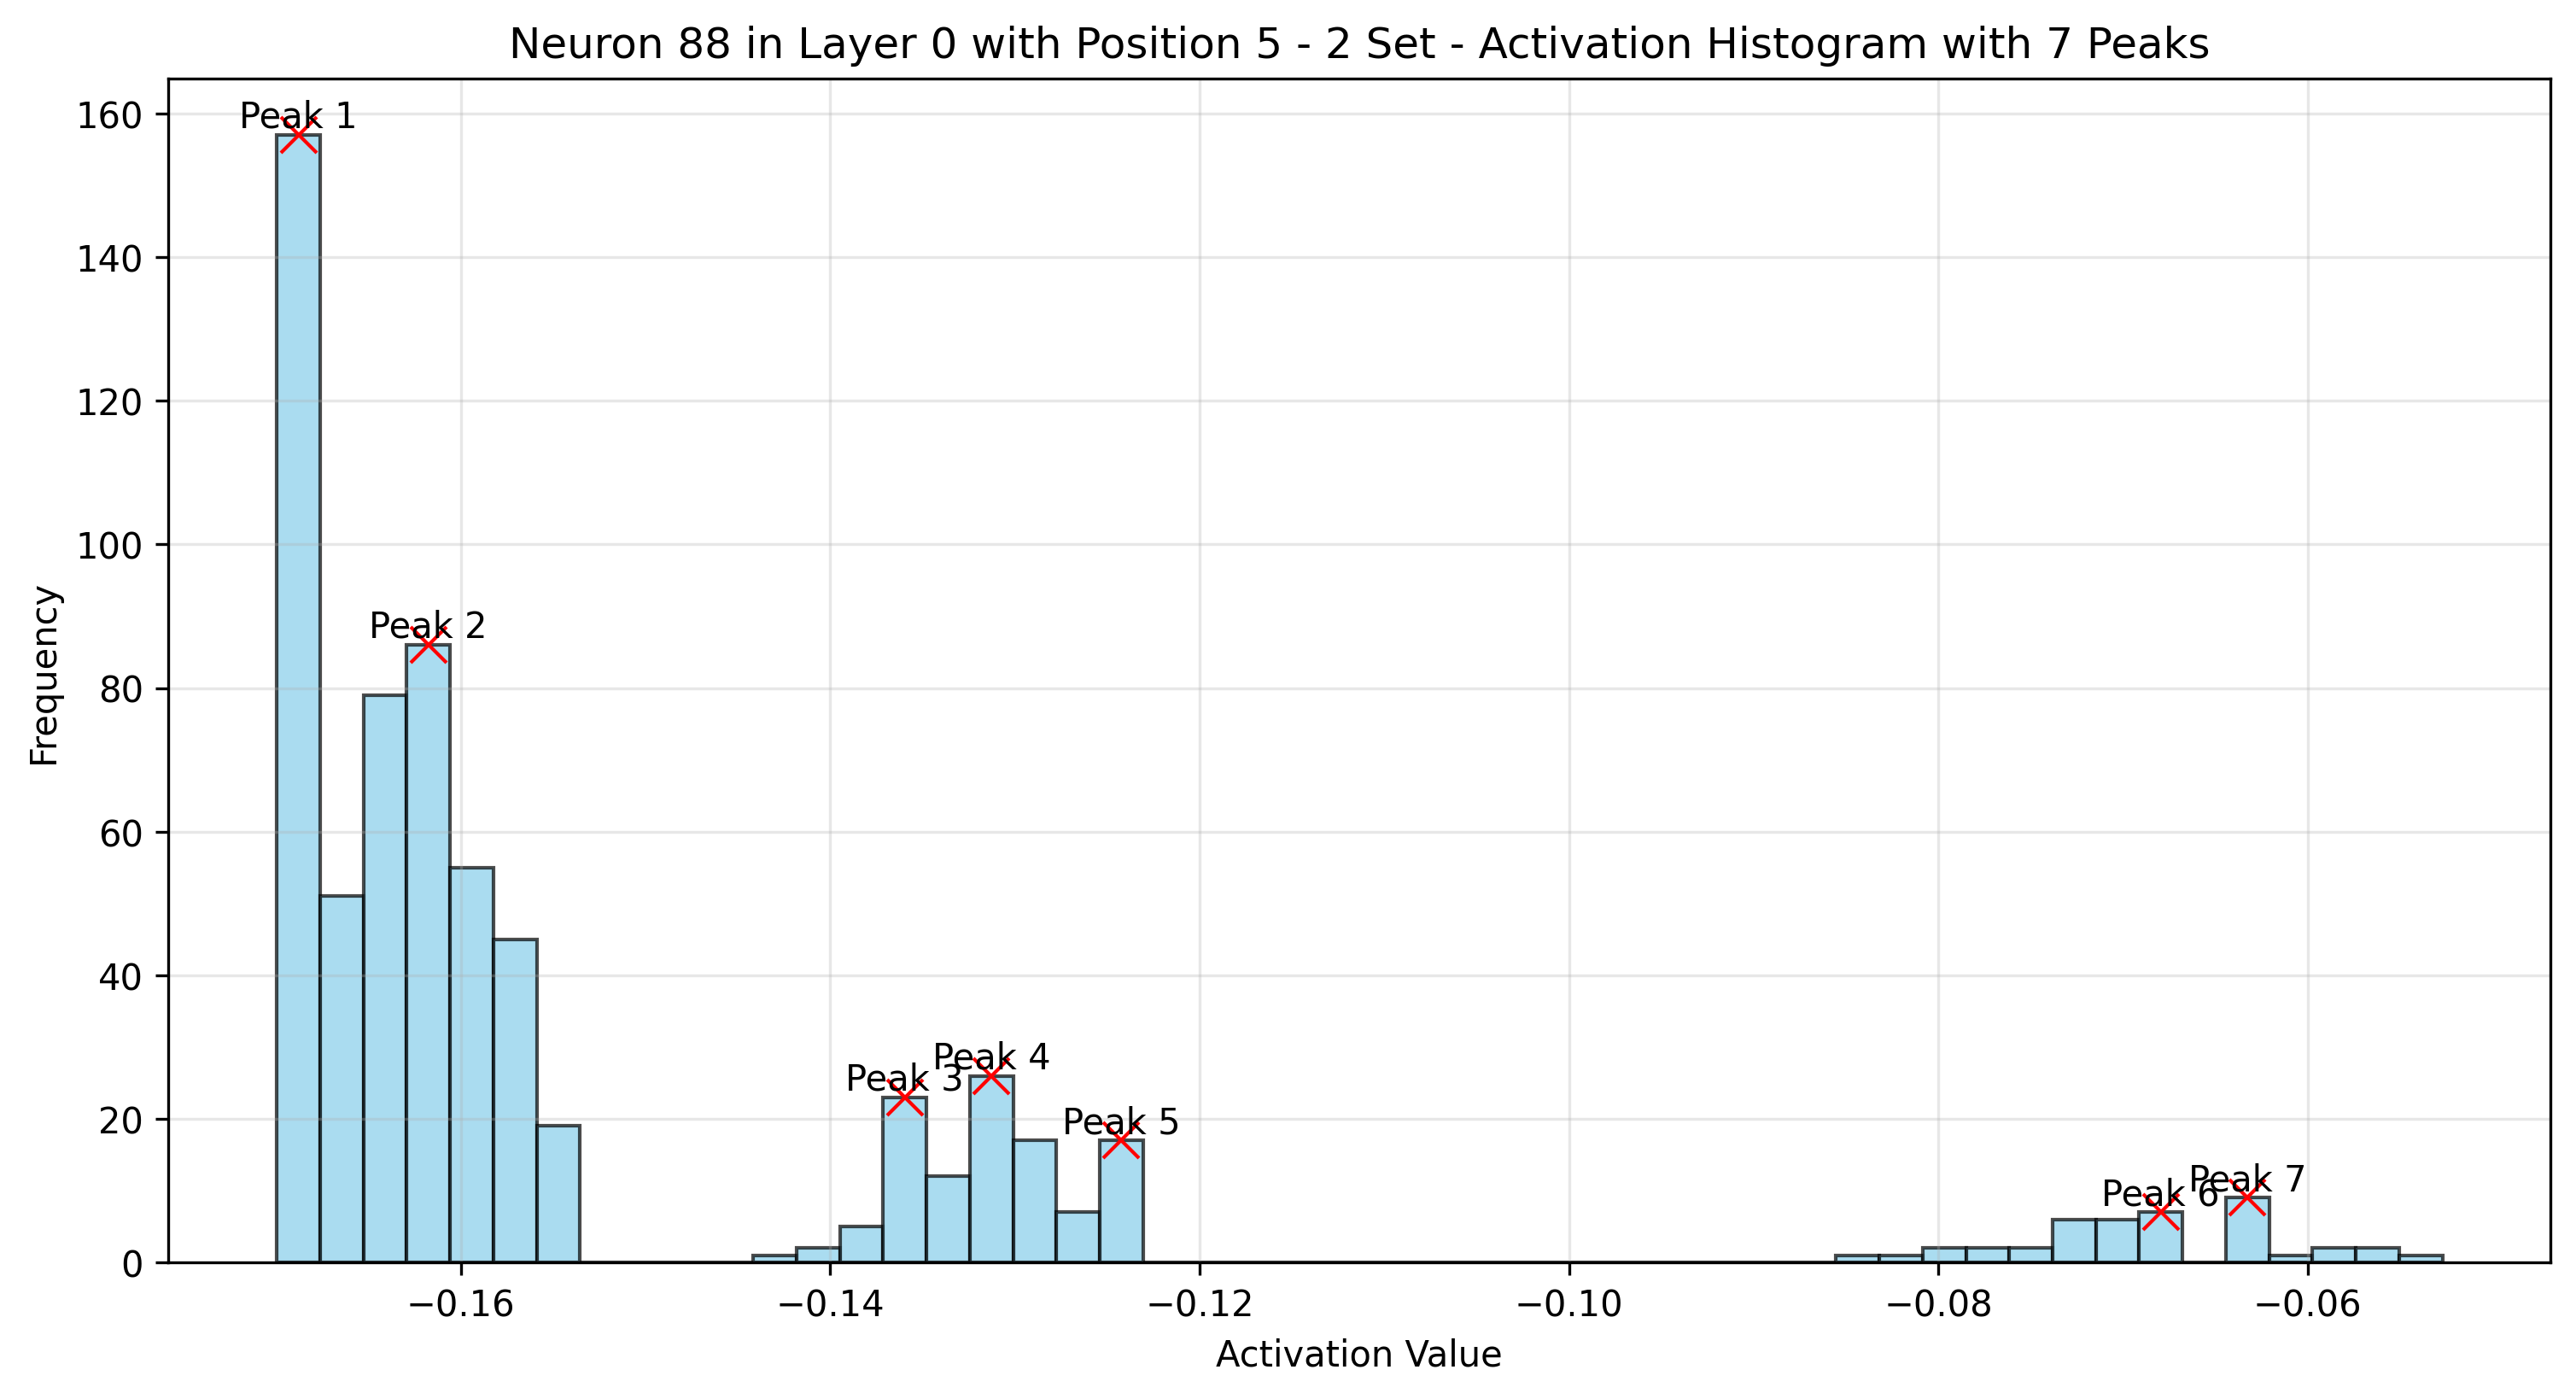 Neuron 88 in Layer 0 with Position 5 - 2 Set - Activation Histogram with 7 Peaks
160
140
120
100
80
60
40
20
0
Frequency
Peak 1
Peak 2
Peak 3
Peak 4
Peak 5
Peak 6
Peak 7
−0.16
−0.14
−0.12
−0.10
−0.08
−0.06
Activation Value